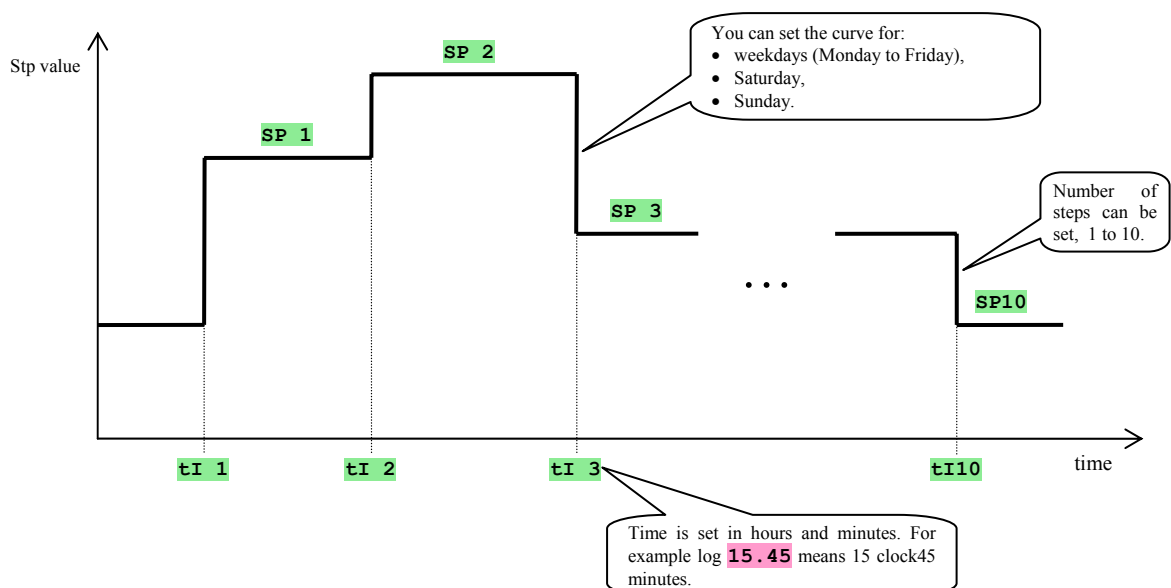 You can set the curve for:
• weekdays (Monday to Friday),
• Saturday,
• Sunday.
Stp value
SP 2
SP 1
SP 3
Number of
steps can be
set, 1 to 10.
...
SP10
tI 1
tI 2
tI 3
tI10
time
Time is set in hours and minutes. For
example log 15.45 means 15 clock45
minutes.